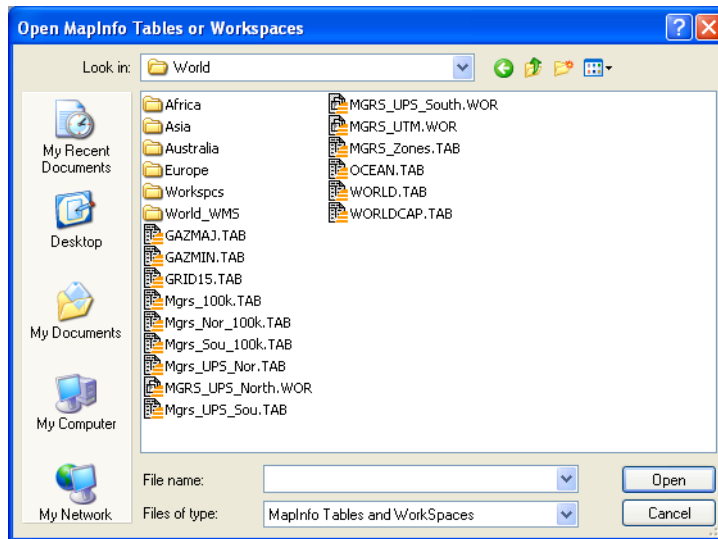 Open MapInfo Tables or Workspaces
Look in:
World
My Recent
Documents
Desktop
My Documents
My Computer
My Network
Africa
Asia
Australia
Europe
Workspcs
World_WMS
GAZMAJ.TAB
GAZMIN.TAB
GRID15.TAB
Mgrs_100k.TAB
Mgrs_Nor_100k.TAB
Mgrs_Sou_100k.TAB
Mgrs_UPS_Nor.TAB
MGRS_UPS_North.WOR
Mgrs_UPS_Sou.TAB
MGRS_UPS_South.WOR
MGRS_UTM.WOR
MGRS_Zones.TAB
OCEAN.TAB
WORLD.TAB
WORLDCAP.TAB
File name:
Open
Files of type:
MapInfo Tables and WorkSpaces
Cancel